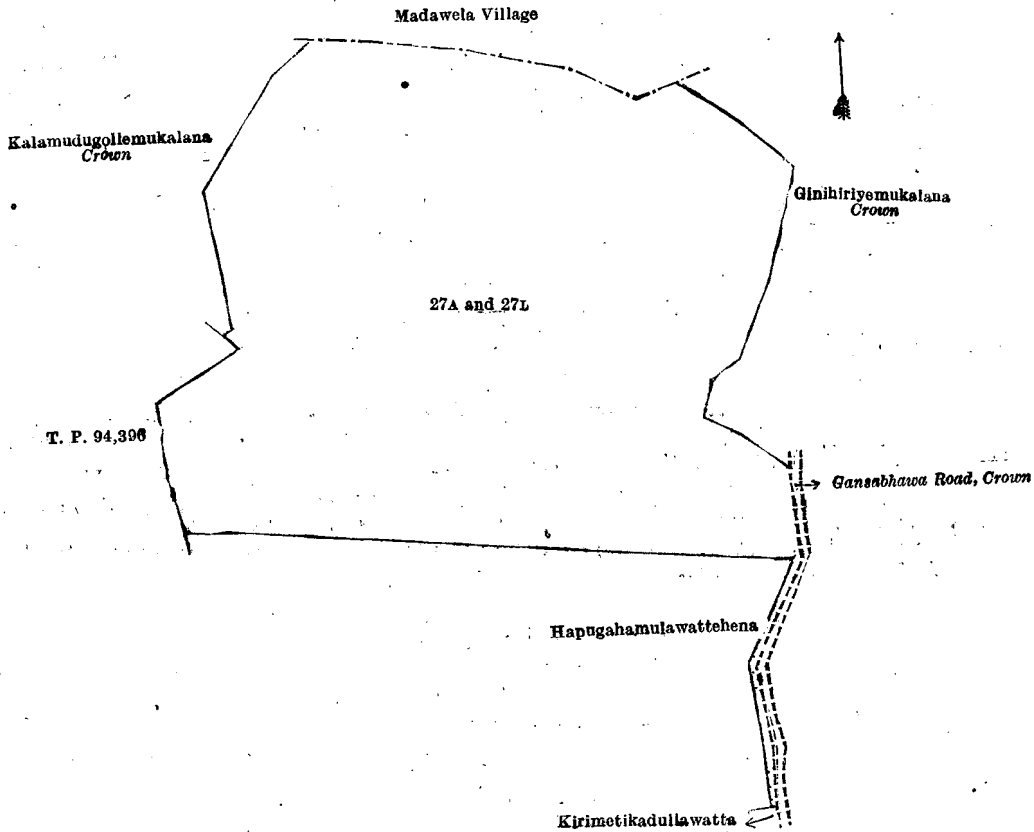 Madawela Village
Kalamudugollemukalana
Crown
Ginihiriyemukalana
Crown
27A and 27L
T. P. 94,396
Gansabhawa Road, Crown
Hapugahamulawattehena
Kirimetikadullawatta